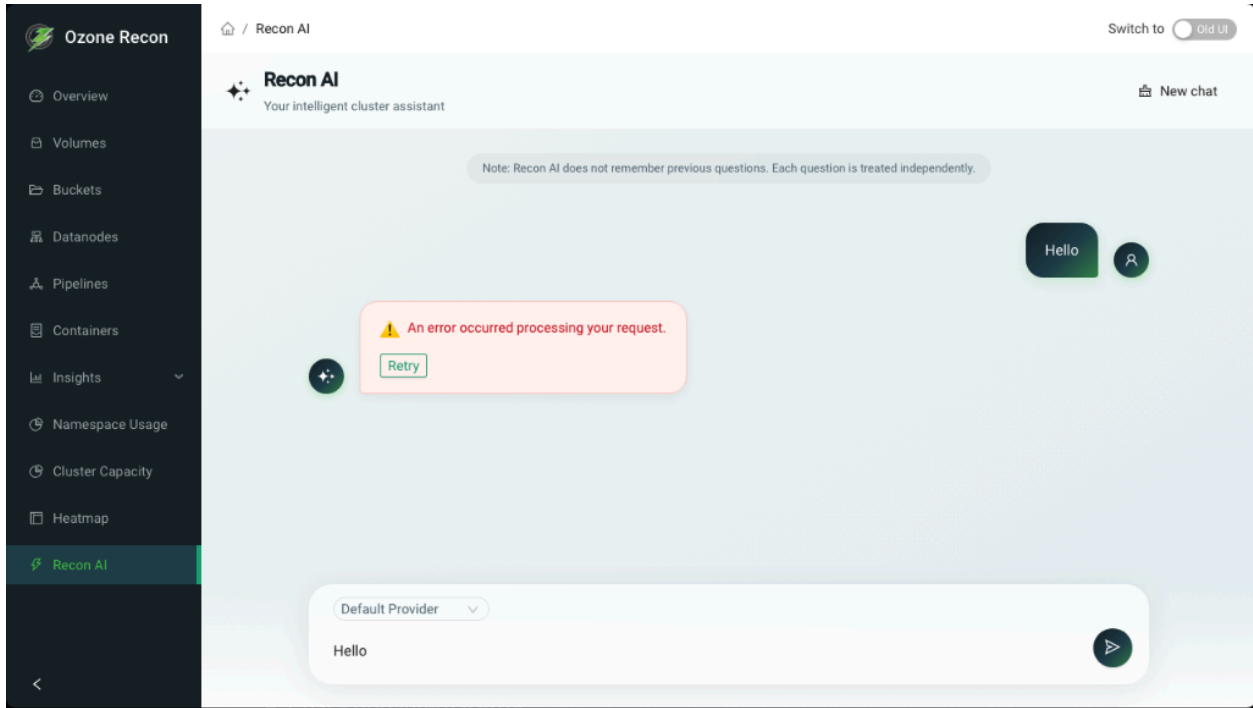 Ozone Recon
Overview
Volumes
Buckets
Datanodes
Pipelines
Containers
Insights
Namespace Usage
Cluster Capacity
Heatmap
Recon AI
/ Recon AI
Switch to Old UI
Recon AI
Your intelligent cluster assistant
New chat
Note: Recon AI does not remember previous questions. Each question is treated independently.
Hello
An error occurred processing your request.
Retry
Default Provider
Hello